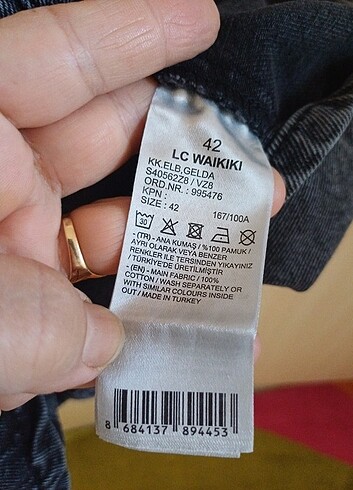 42
LC WAIKIKI
KK.ELB,GELDA
S40562Z8 / VZ8
ORD.NR. : 995476
KPN :
SIZE : 42
167/100A
30
- (TR) - ANA KUMAŞ / %100 PAMUK /
AYRI OLARAK VEYA BENZER
RENKLER İLE TERSİNDEN YIKAYINIZ
/ TÜRKİYE'DE ÜRETİLMİŞTİR
- (EN) - MAIN FABRIC / 100%
COTTON / WASH SEPARATELY OR
WITH SIMILAR COLOURS INSIDE
OUT / MADE IN TURKEY
8 684137 894453